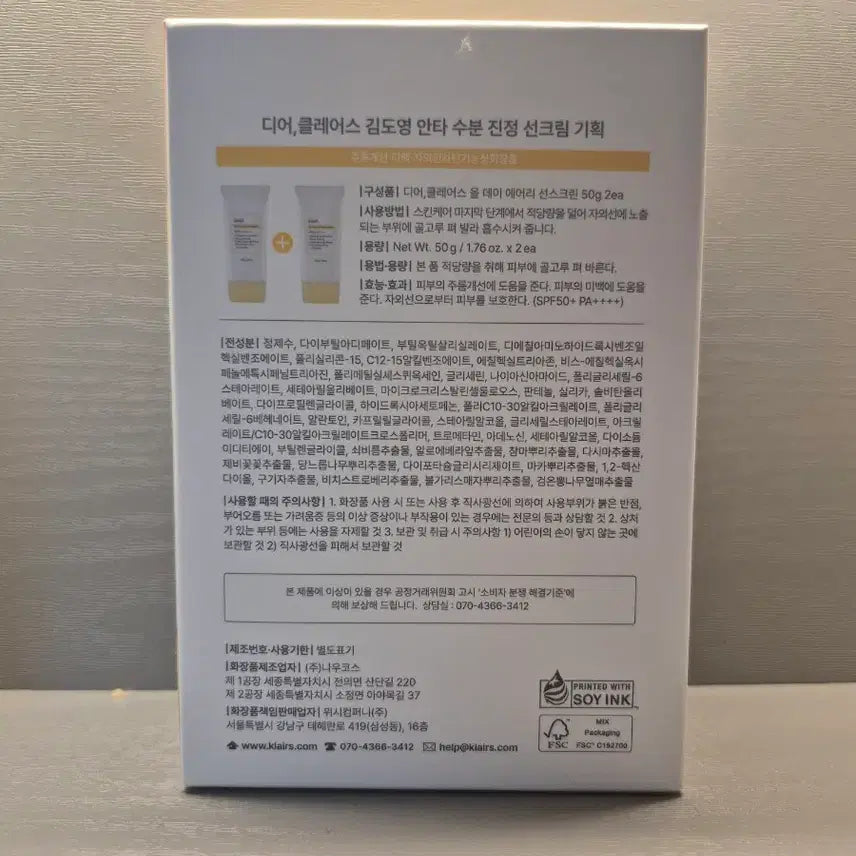 디어,클레어스 김도영 안타 수분 진정 선크림 기획
주름개선·미백·자외선차단기능성화장품
|구성품| 디어,클레어스 올 데이 에어리 선스크린 50g 2ea
|사용방법| 스킨케어 마지막 단계에서 적당량을 덜어 자외선에 노출
되는 부위에 골고루 펴 발라 흡수시켜 줍니다.
|용량| Net Wt. 50g / 1.76 oz. x 2 ea
|용법·용량| 본 품 적당량을 취해 피부에 골고루 펴 바른다.
|효능·효과| 피부의 주름개선에 도움을 준다. 피부의 미백에 도움을
준다. 자외선으로부터 피부를 보호한다. (SPF50+ PA++++)
|전성분| 정제수, 다이부틸아디페이트, 부틸옥틸살리실레이트, 디에칠아미노하이드록시벤조일
헥실벤조에이트, 폴리실리콘-15, C12-15알킬벤조에이트, 에칠헥실트리아존, 비스-에칠헥실옥시
페놀메톡시페닐트리아진, 폴리메틸실세스퀴옥세인, 글리세린, 나이아신아마이드, 폴리글리세릴-6
스테아레이트, 세테아릴올리베이트, 마이크로크리스탈린셀룰로오스, 판테놀, 실리카, 솔비탄올리
베이트, 다이프로필렌글라이콜, 하이드록시아세토페논, 폴리C10-30알킬아크릴레이트, 폴리글리
세릴-6베헤네이트, 알란토인, 카프릴릴글라이콜, 스테아릴알코올, 글리세릴스테아레이트, 아크릴
레이트/C10-30알킬아크릴레이트크로스폴리머, 트로메타민, 아데노신, 세테아릴알코올, 다이소듐
이디티에이, 부틸렌글라이콜, 쇠비름추출물, 알로에베라잎추출물, 참마뿌리추출물, 다시마추출물,
제비꽃꽃추출물, 당느릅나무뿌리추출물, 다이포타슘글리시리제이트, 마카뿌리추출물, 1,2-헥산
다이올, 구기자추출물, 비치스트로베리추출물, 불가리스매자뿌리추출물, 검은뽕나무열매추출물
|사용할 때의 주의사항| 1. 화장품 사용 시 또는 사용 후 직사광선에 의하여 사용부위가 붉은 반점,
부어오름 또는 가려움증 등의 이상 증상이나 부작용이 있는 경우에는 전문의 등과 상담할 것 2. 상처
가 있는 부위 등에는 사용을 자제할 것 3. 보관 및 취급 시 주의사항 1) 어린이의 손이 닿지 않는 곳에
보관할 것 2) 직사광선을 피해서 보관할 것
본 제품에 이상이 있을 경우 공정거래위원회 고시 '소비자 분쟁 해결기준'에
의해 보상해 드립니다. 상담실 : 070-4366-3412
|제조번호·사용기한| 별도표기
|화장품제조업자| (주)나우코스
제 1공장 세종특별자치시 전의면 산단길 220
제 2공장 세종특별자치시 소정면 아야목길 37
|화장품책임판매업자| 위시컴퍼니(주)
서울특별시 강남구 테헤란로 419(삼성동), 16층
www.klairs.com 070-4366-3412 help@klairs.com
PRINTED WITH
SOY INK
FSC
MIX
Packaging
FSC® C152700